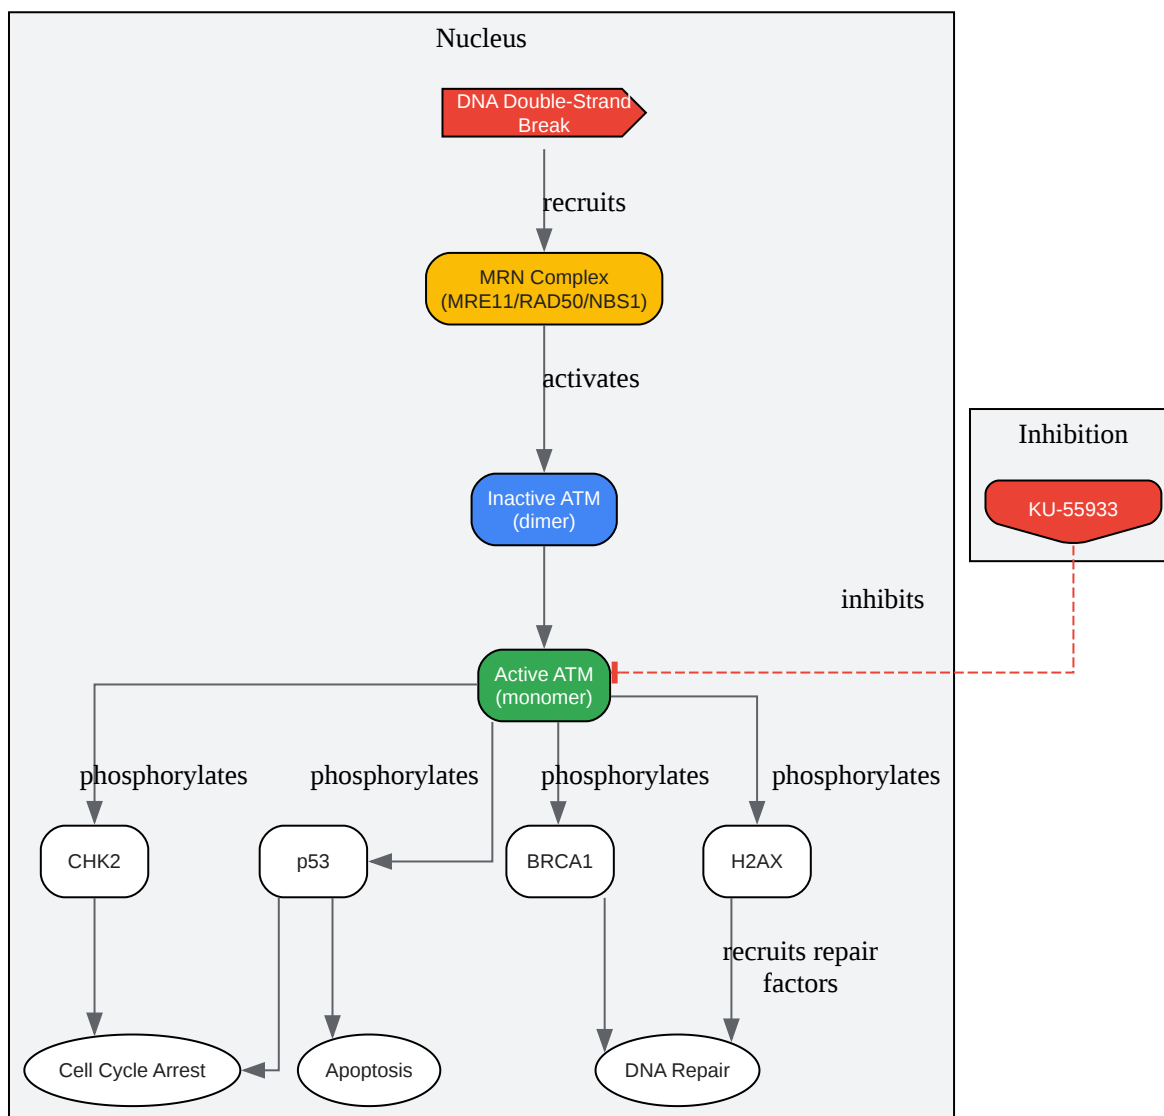 Nucleus
DNA Double-Strand
Break
recruits
MRN Complex
(MRE11/RAD50/NBS1)
activates
Inhibition
KU-55933
Inactive ATM
(dimer)
inhibits
Active ATM
(monomer)
phosphorylates
phosphorylates
phosphorylates
phosphorylates
CHK2
p53
BRCA1
H2AX
recruits repair
factors
Cell Cycle Arrest
Apoptosis
DNA Repair